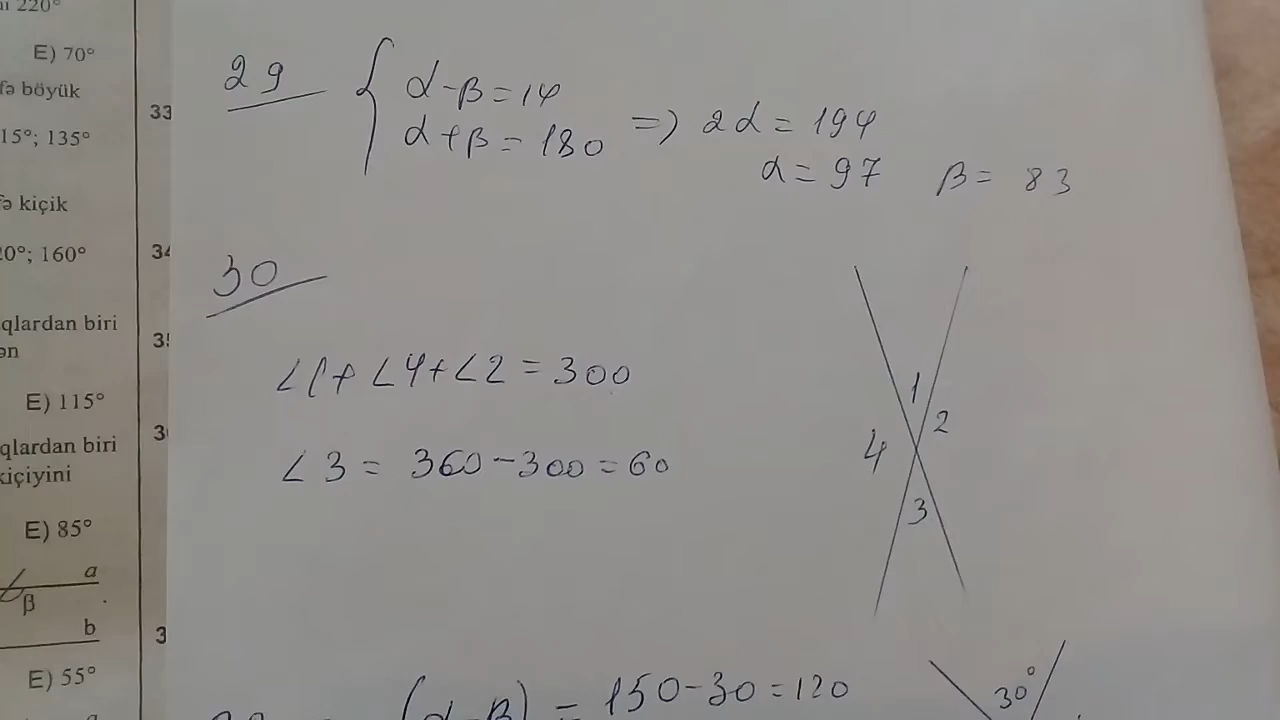 220°
E) 70°
fə böyük
15°; 135°
fə kiçik
20°; 160°
qlardan biri
ən
E) 115°
qlardan biri
kiçiyini
E) 85°
a
β
b
E) 55°
33
34
29
α-β=14
α+β=180 => 2α=194
α=97 β=83
30
∠1+∠4+∠2=300
∠3=360-300=60
1
2
4
3
(α-β)=150-30=120
30°